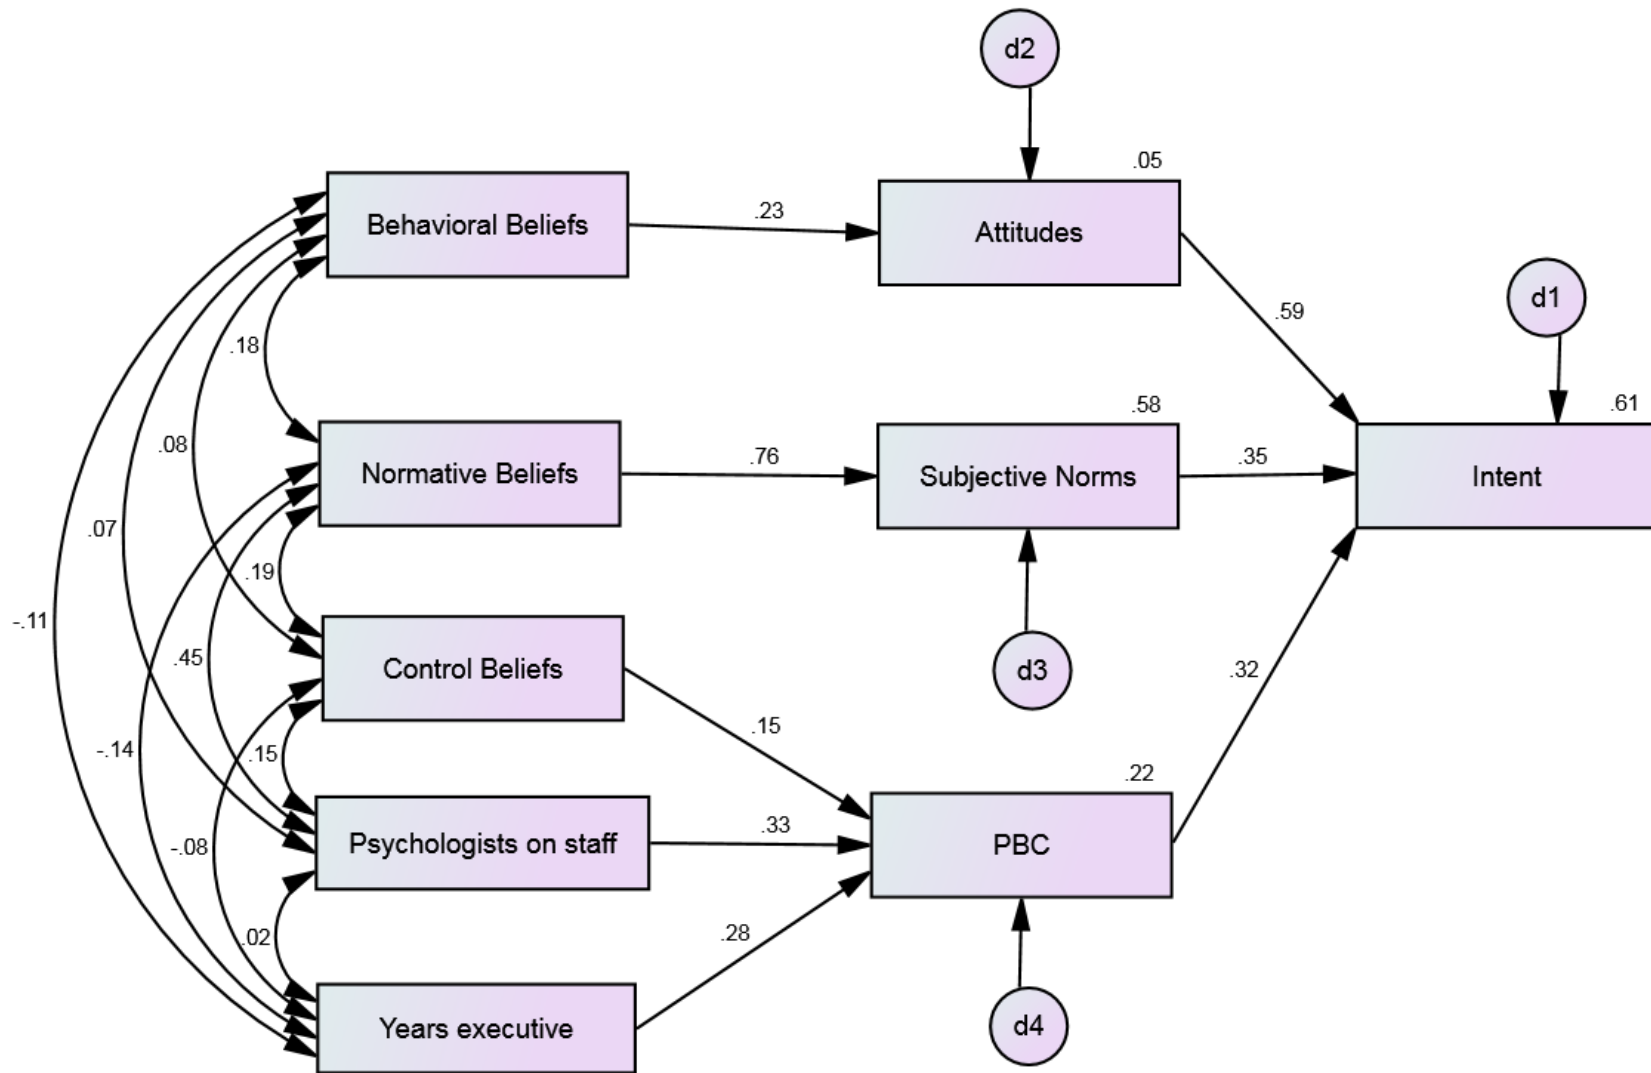 d2
.05
Behavioral Beliefs
.23
Attitudes
d1
.59
.18
.61
.58
.08
Normative Beliefs
.76
Subjective Norms
.35
Intent
.07
.19
-.11
.45
Control Beliefs
d3
.32
.15
-.14
.15
.22
-.08
Psychologists on staff
.33
PBC
.02
.28
Years executive
d4